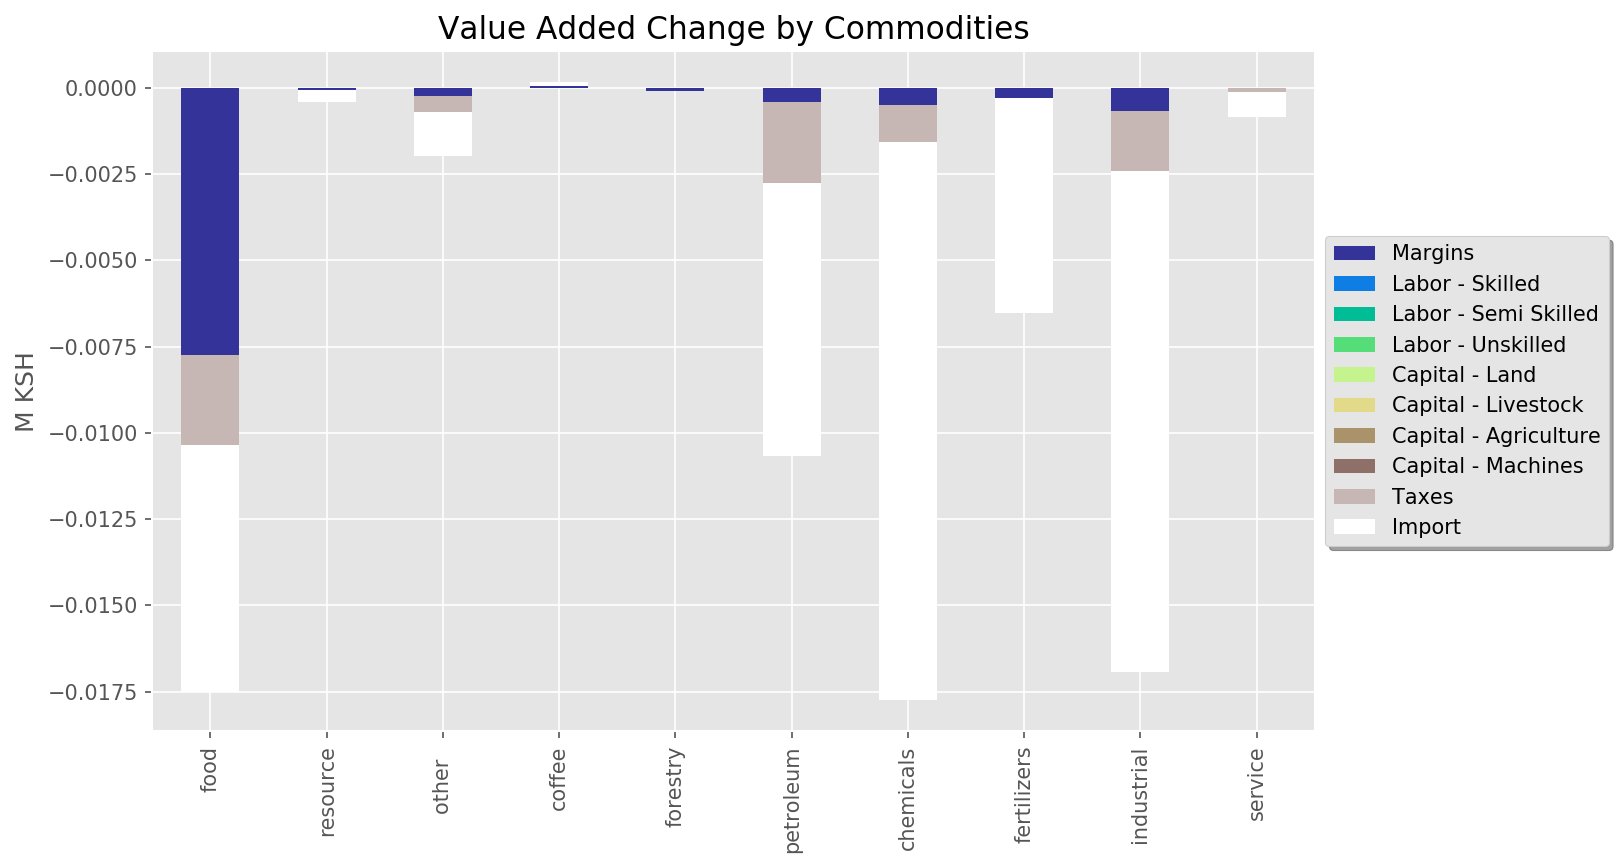 Value Added Change by Commodities
M KSH
0.0000
−0.0025
−0.0050
−0.0075
−0.0100
−0.0125
−0.0150
−0.0175
food
resource
other
coffee
forestry
petroleum
chemicals
fertilizers
industrial
service
Margins
Labor - Skilled
Labor - Semi Skilled
Labor - Unskilled
Capital - Land
Capital - Livestock
Capital - Agriculture
Capital - Machines
Taxes
Import